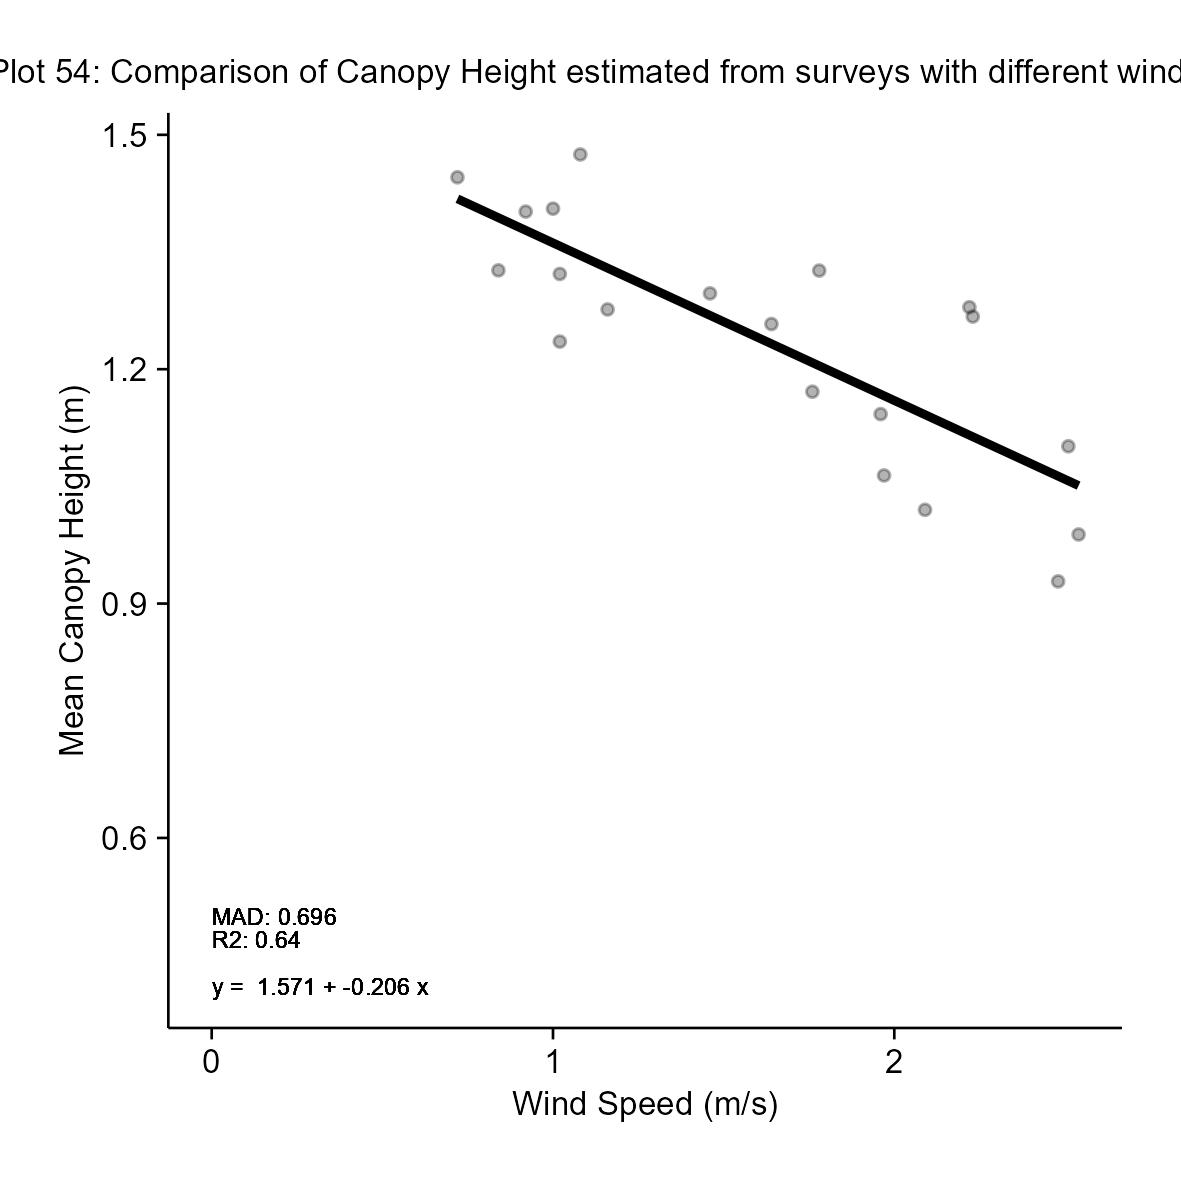 Plot 54: Comparison of Canopy Height estimated from surveys with different wind
1.5
1.2
0.9
0.6
Mean Canopy Height (m)
MAD: 0.696
R2: 0.64
y =  1.571 + -0.206 x
0 1 2
Wind Speed (m/s)